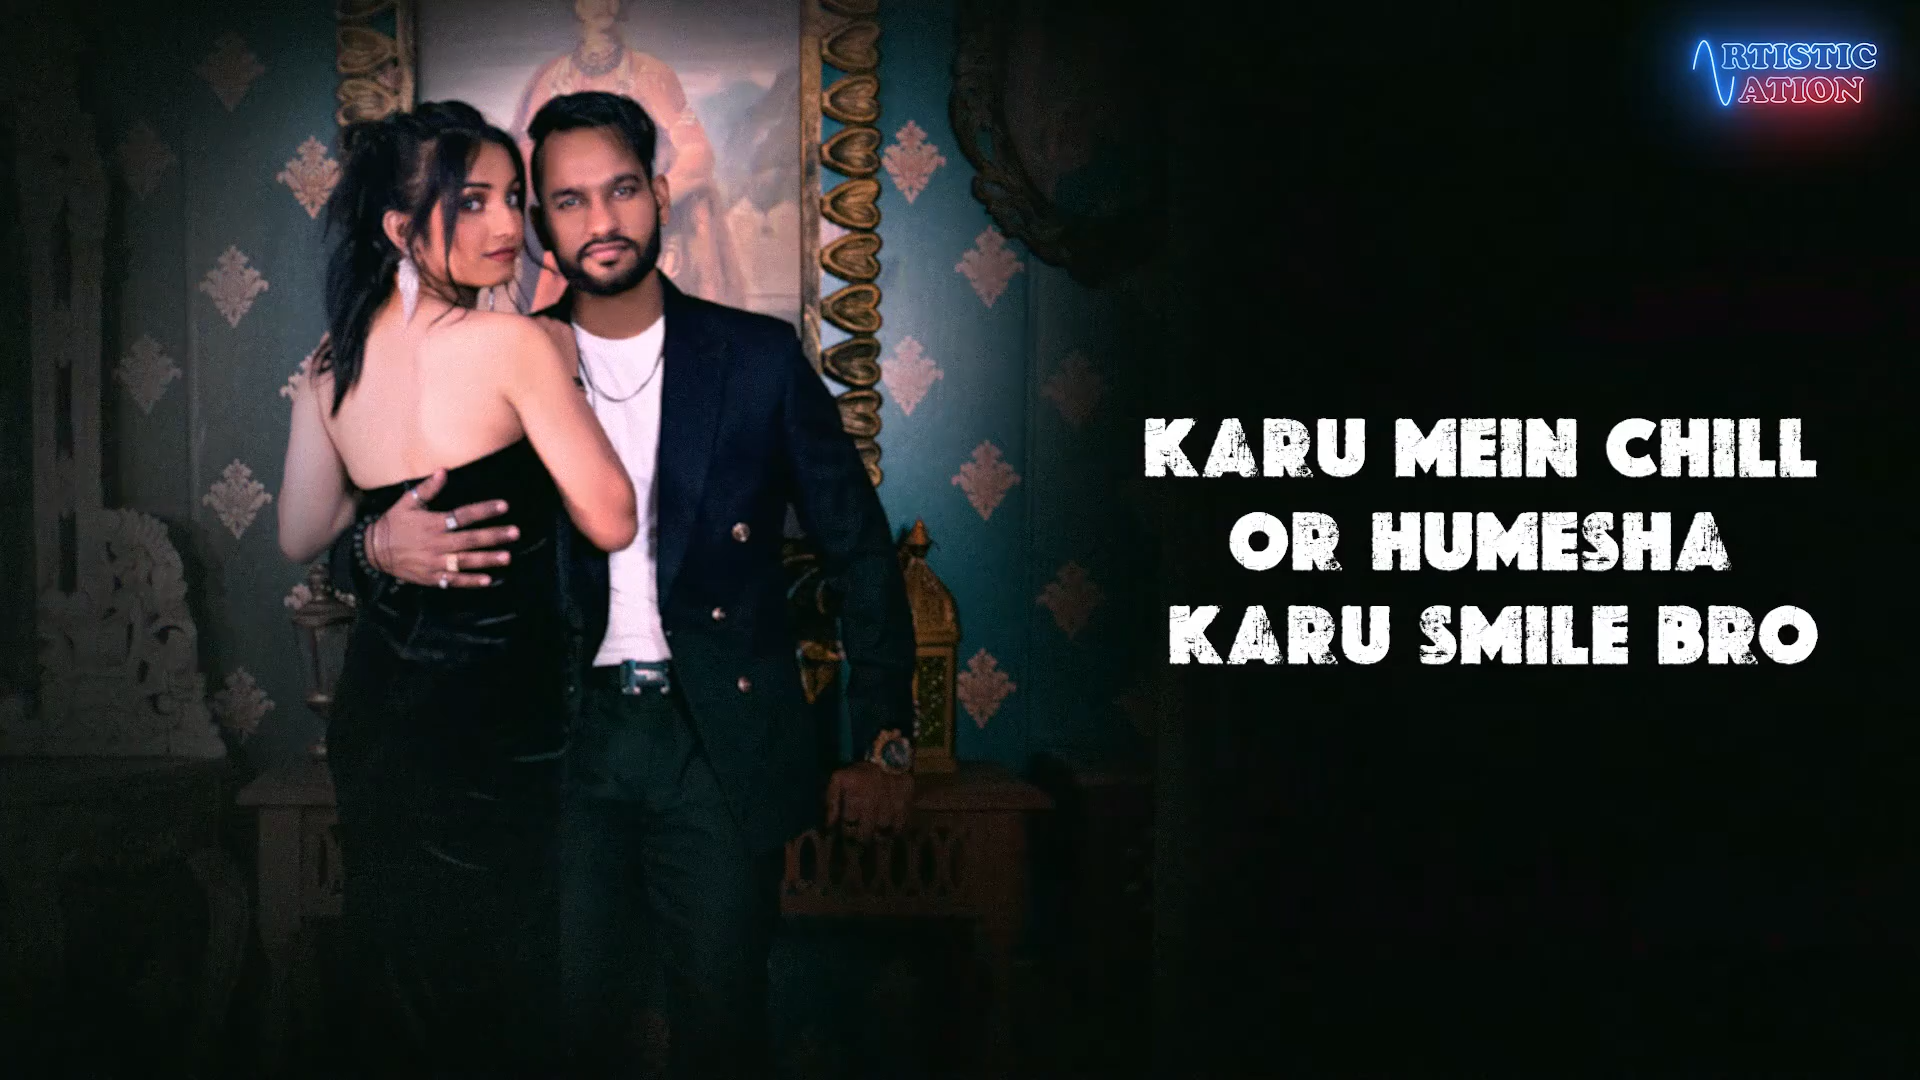 RTISTIC
ATION
KARU MEIN CHILL
OR HUMESHA
KARU SMILE BRO